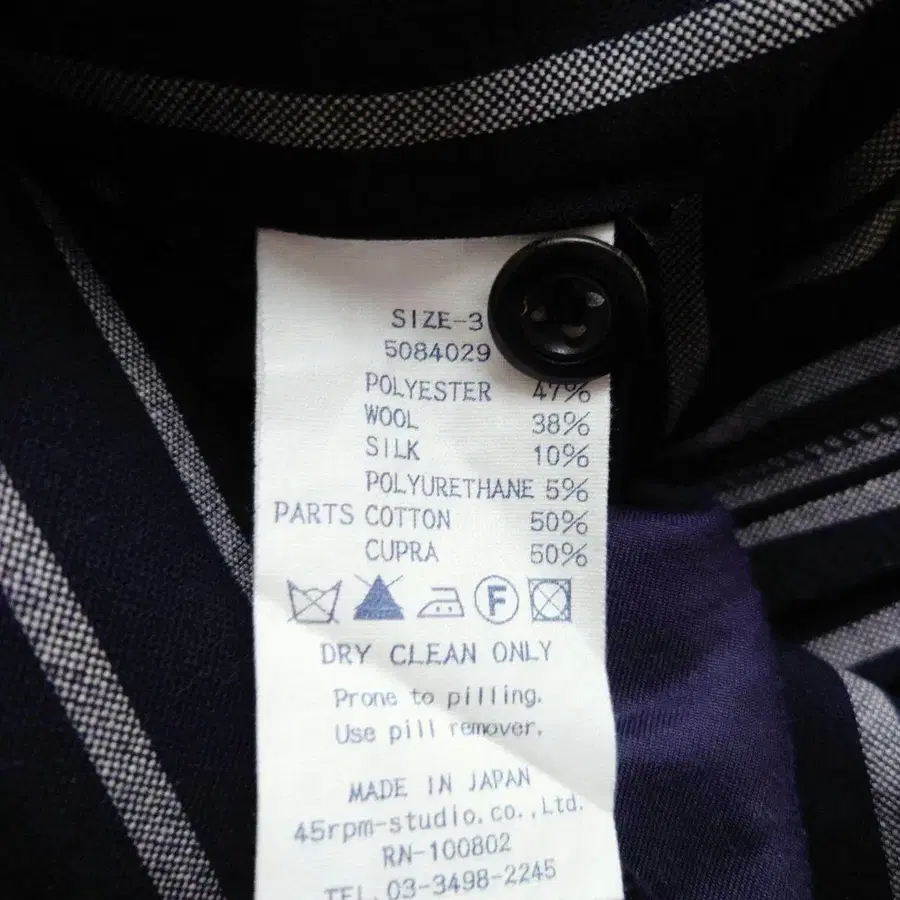 SIZE-3
5084029
POLYESTER 47%
WOOL 38%
SILK 10%
POLYURETHANE 5%
PARTS COTTON 50%
CUPRA 50%
F
DRY CLEAN ONLY
Prone to pilling.
Use pill remover.
MADE IN JAPAN
45rpm-studio.co.,Ltd.
RN-100802
TEL.03-3498-2245